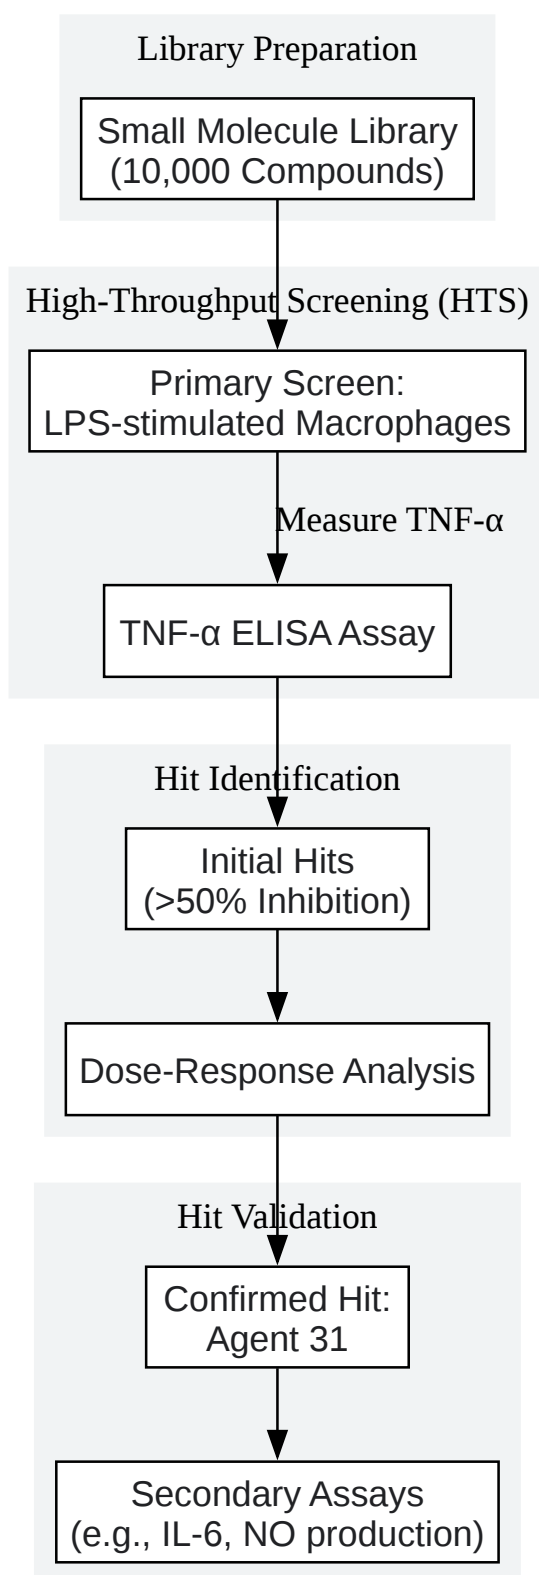 Library Preparation
Small Molecule Library
(10,000 Compounds)
High-Throughput Screening (HTS)
Primary Screen:
LPS-stimulated Macrophages
Measure TNF-α
TNF-α ELISA Assay
Hit Identification
Initial Hits
(>50% Inhibition)
Dose-Response Analysis
Hit Validation
Confirmed Hit:
Agent 31
Secondary Assays
(e.g., IL-6, NO production)